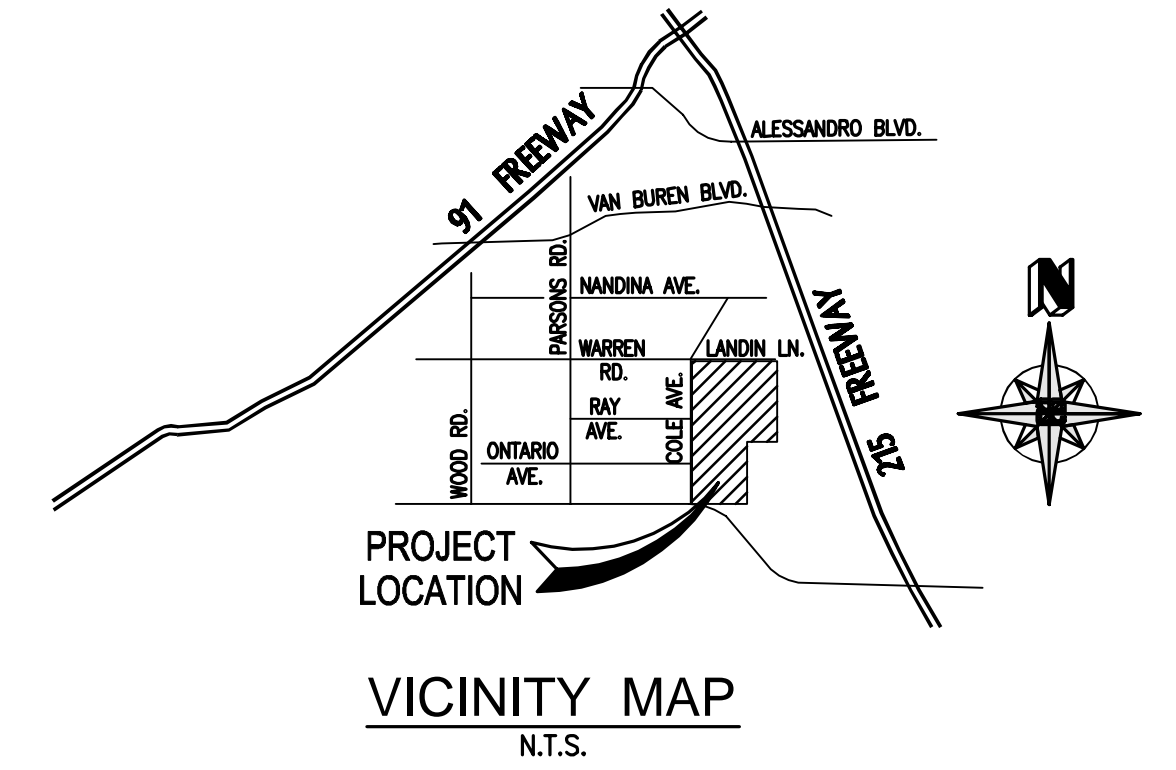 ALESSANDRO BLVD.
91 FREEWAY
VAN BUREN BLVD.
PARSONS RD.
NANDINA AVE.
N
215 FREEWAY
WARREN
RD.
LANDIN LN.
COLE AVE.
RAY
AVE.
WOOD RD.
ONTARIO
AVE.
PROJECT
LOCATION
VICINITY MAP
N.T.S.